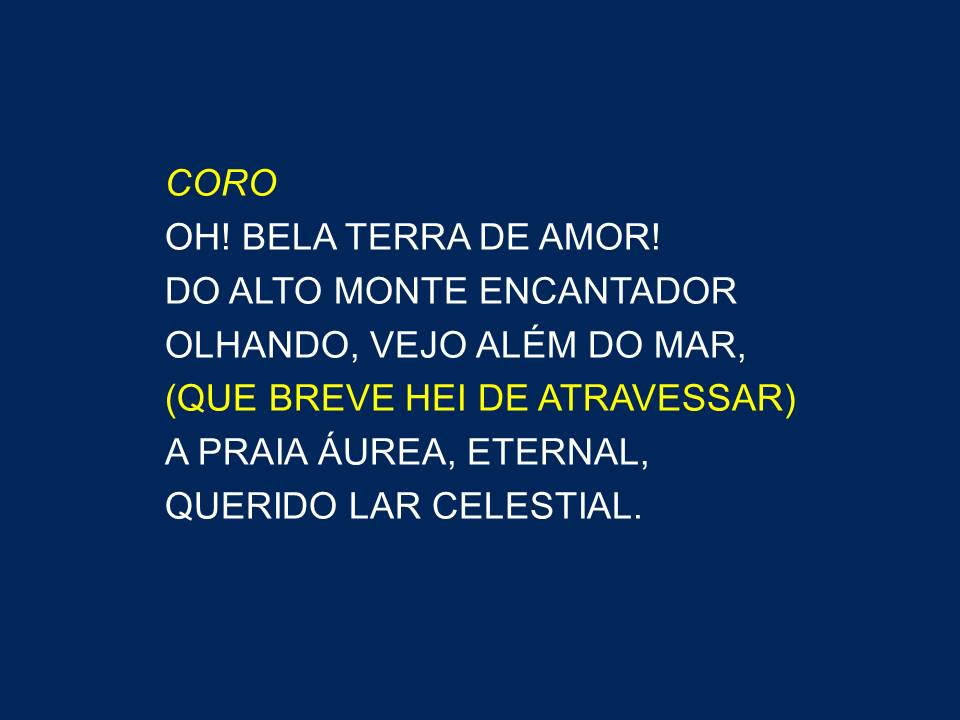 CORO
OH! BELA TERRA DE AMOR!
DO ALTO MONTE ENCANTADOR
OLHANDO, VEJO ALÉM DO MAR,
(QUE BREVE HEI DE ATRAVESSAR)
A PRAIA ÁUREA, ETERNAL,
QUERIDO LAR CELESTIAL.